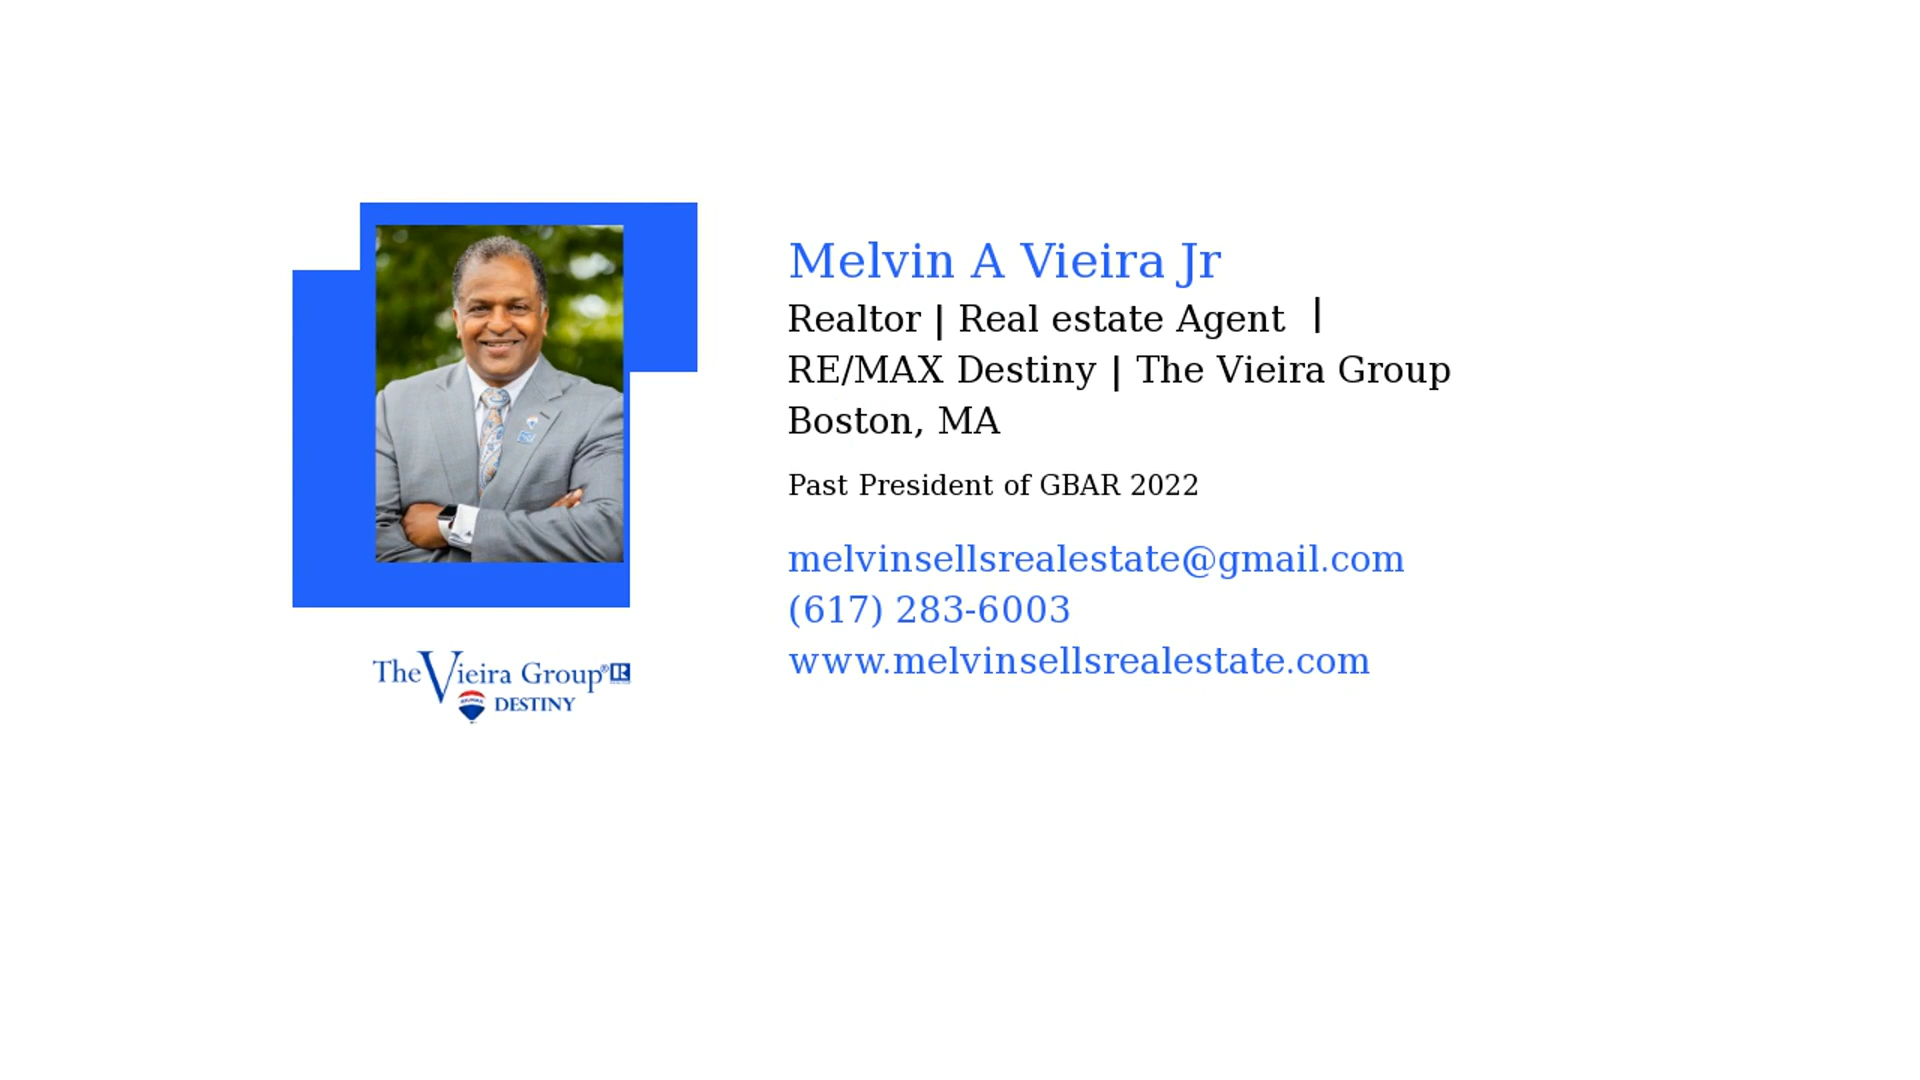 Melvin A Vieira Jr
Realtor | Real estate Agent |
RE/MAX Destiny | The Vieira Group
Boston, MA
Past President of GBAR 2022
melvinsellsrealestate@gmail.com
(617) 283-6003
www.melvinsellsrealestate.com
The Vieira Group®
DESTINY